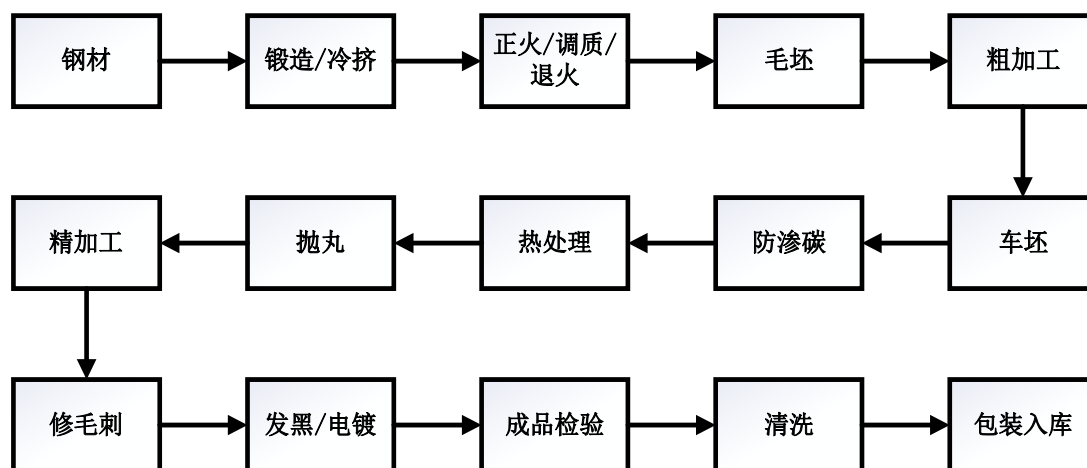 钢材
锻造/冷挤
正火/调质/
退火
毛坯
粗加工
精加工
抛丸
热处理
防渗碳
车坯
修毛刺
发黑/电镀
成品检验
清洗
包装入库